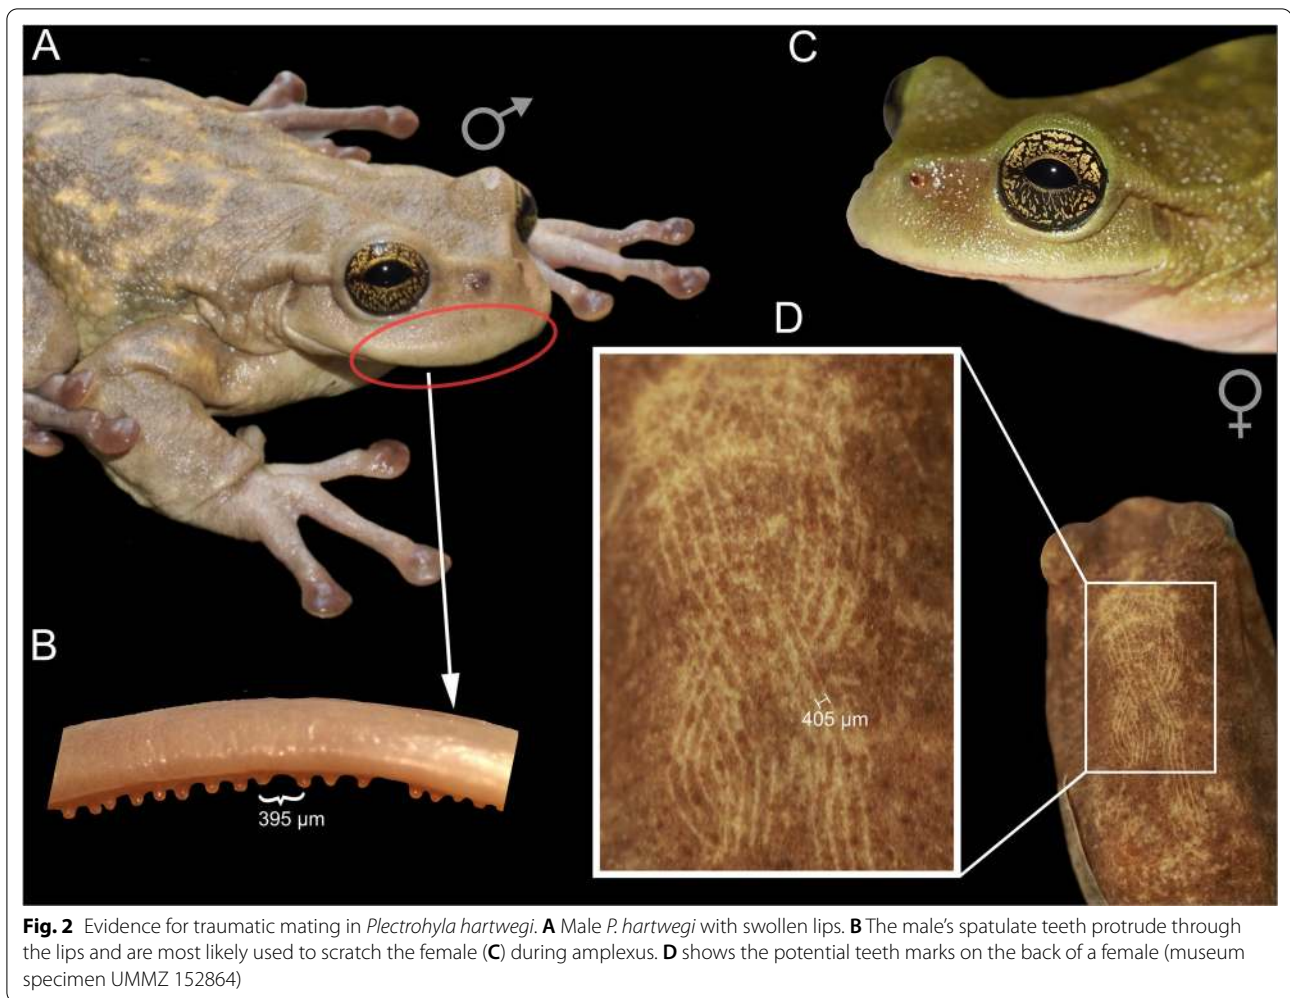 A
C
D
405 µm
B
395 µm
Fig. 2 Evidence for traumatic mating in Plectrohyla hartwegi. A Male P. hartwegi with swollen lips. B The male’s spatulate teeth protrude through
the lips and are most likely used to scratch the female (C) during amplexus. D shows the potential teeth marks on the back of a female (museum
specimen UMMZ 152864)